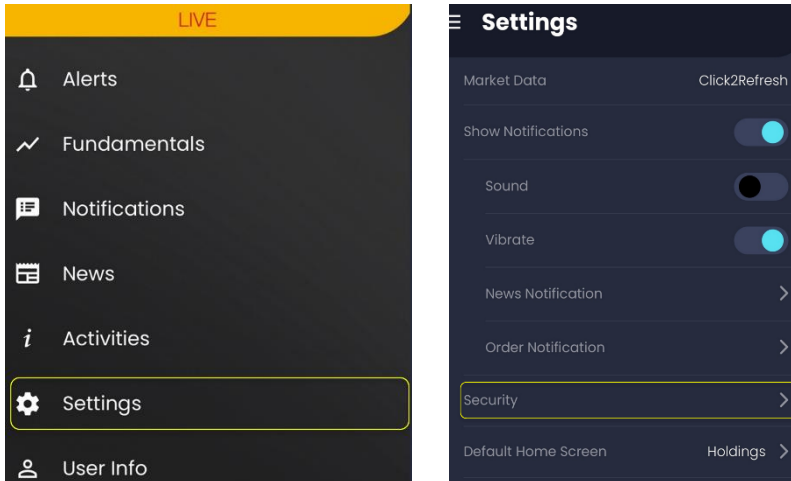 LIVE
Alerts
Fundamentals
Notifications
News
Activities
Settings
User Info
Settings
Market Data Click2Refresh
Show Notifications
Sound
Vibrate
News Notification
Order Notification
Security
Default Home Screen Holdings